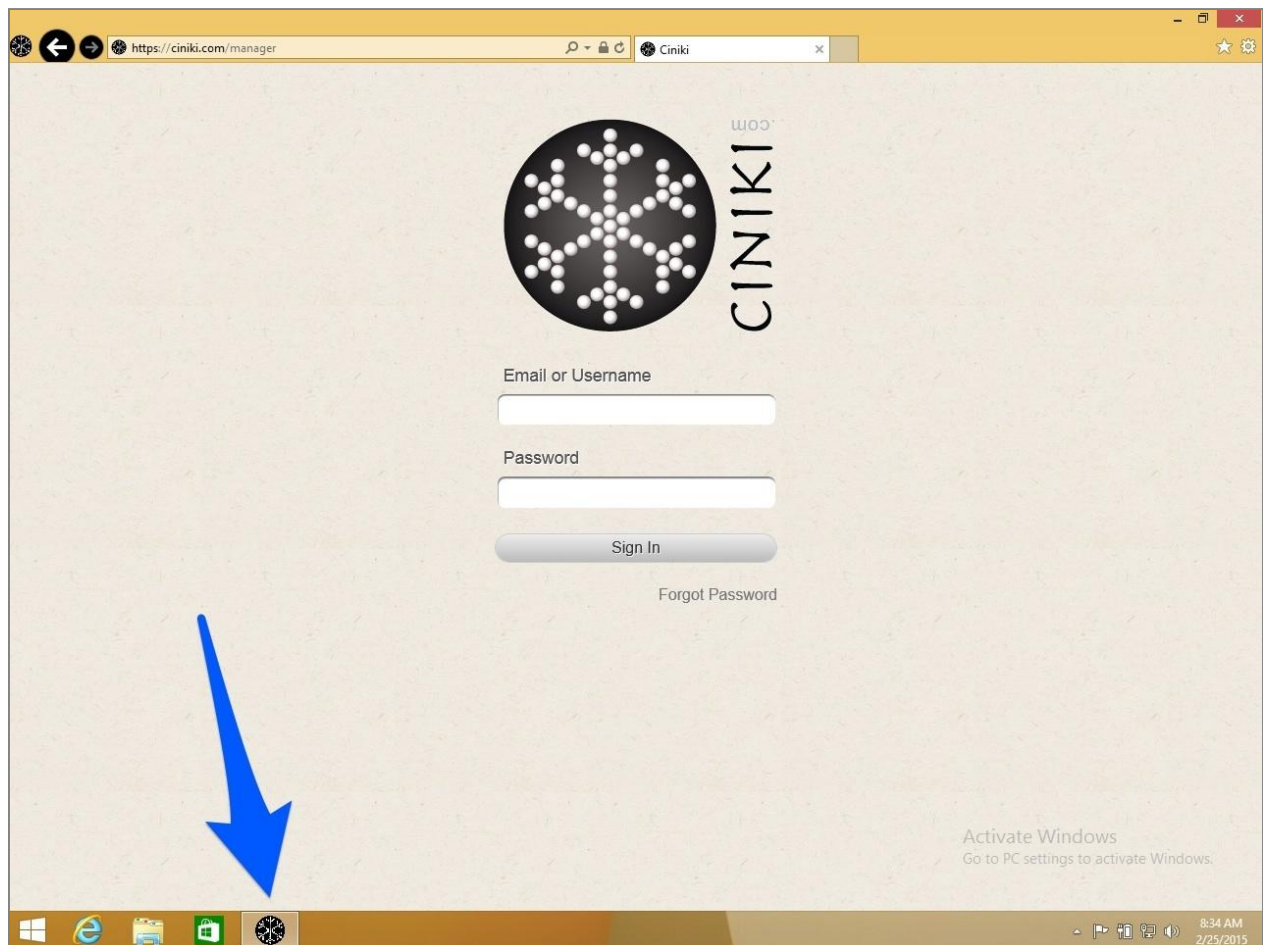 https://ciniki.com/manager
Ciniki
CINIKI.com
Email or Username
Password
Sign In
Forgot Password
Activate Windows
Go to PC settings to activate Windows.
8:34 AM
2/25/2015